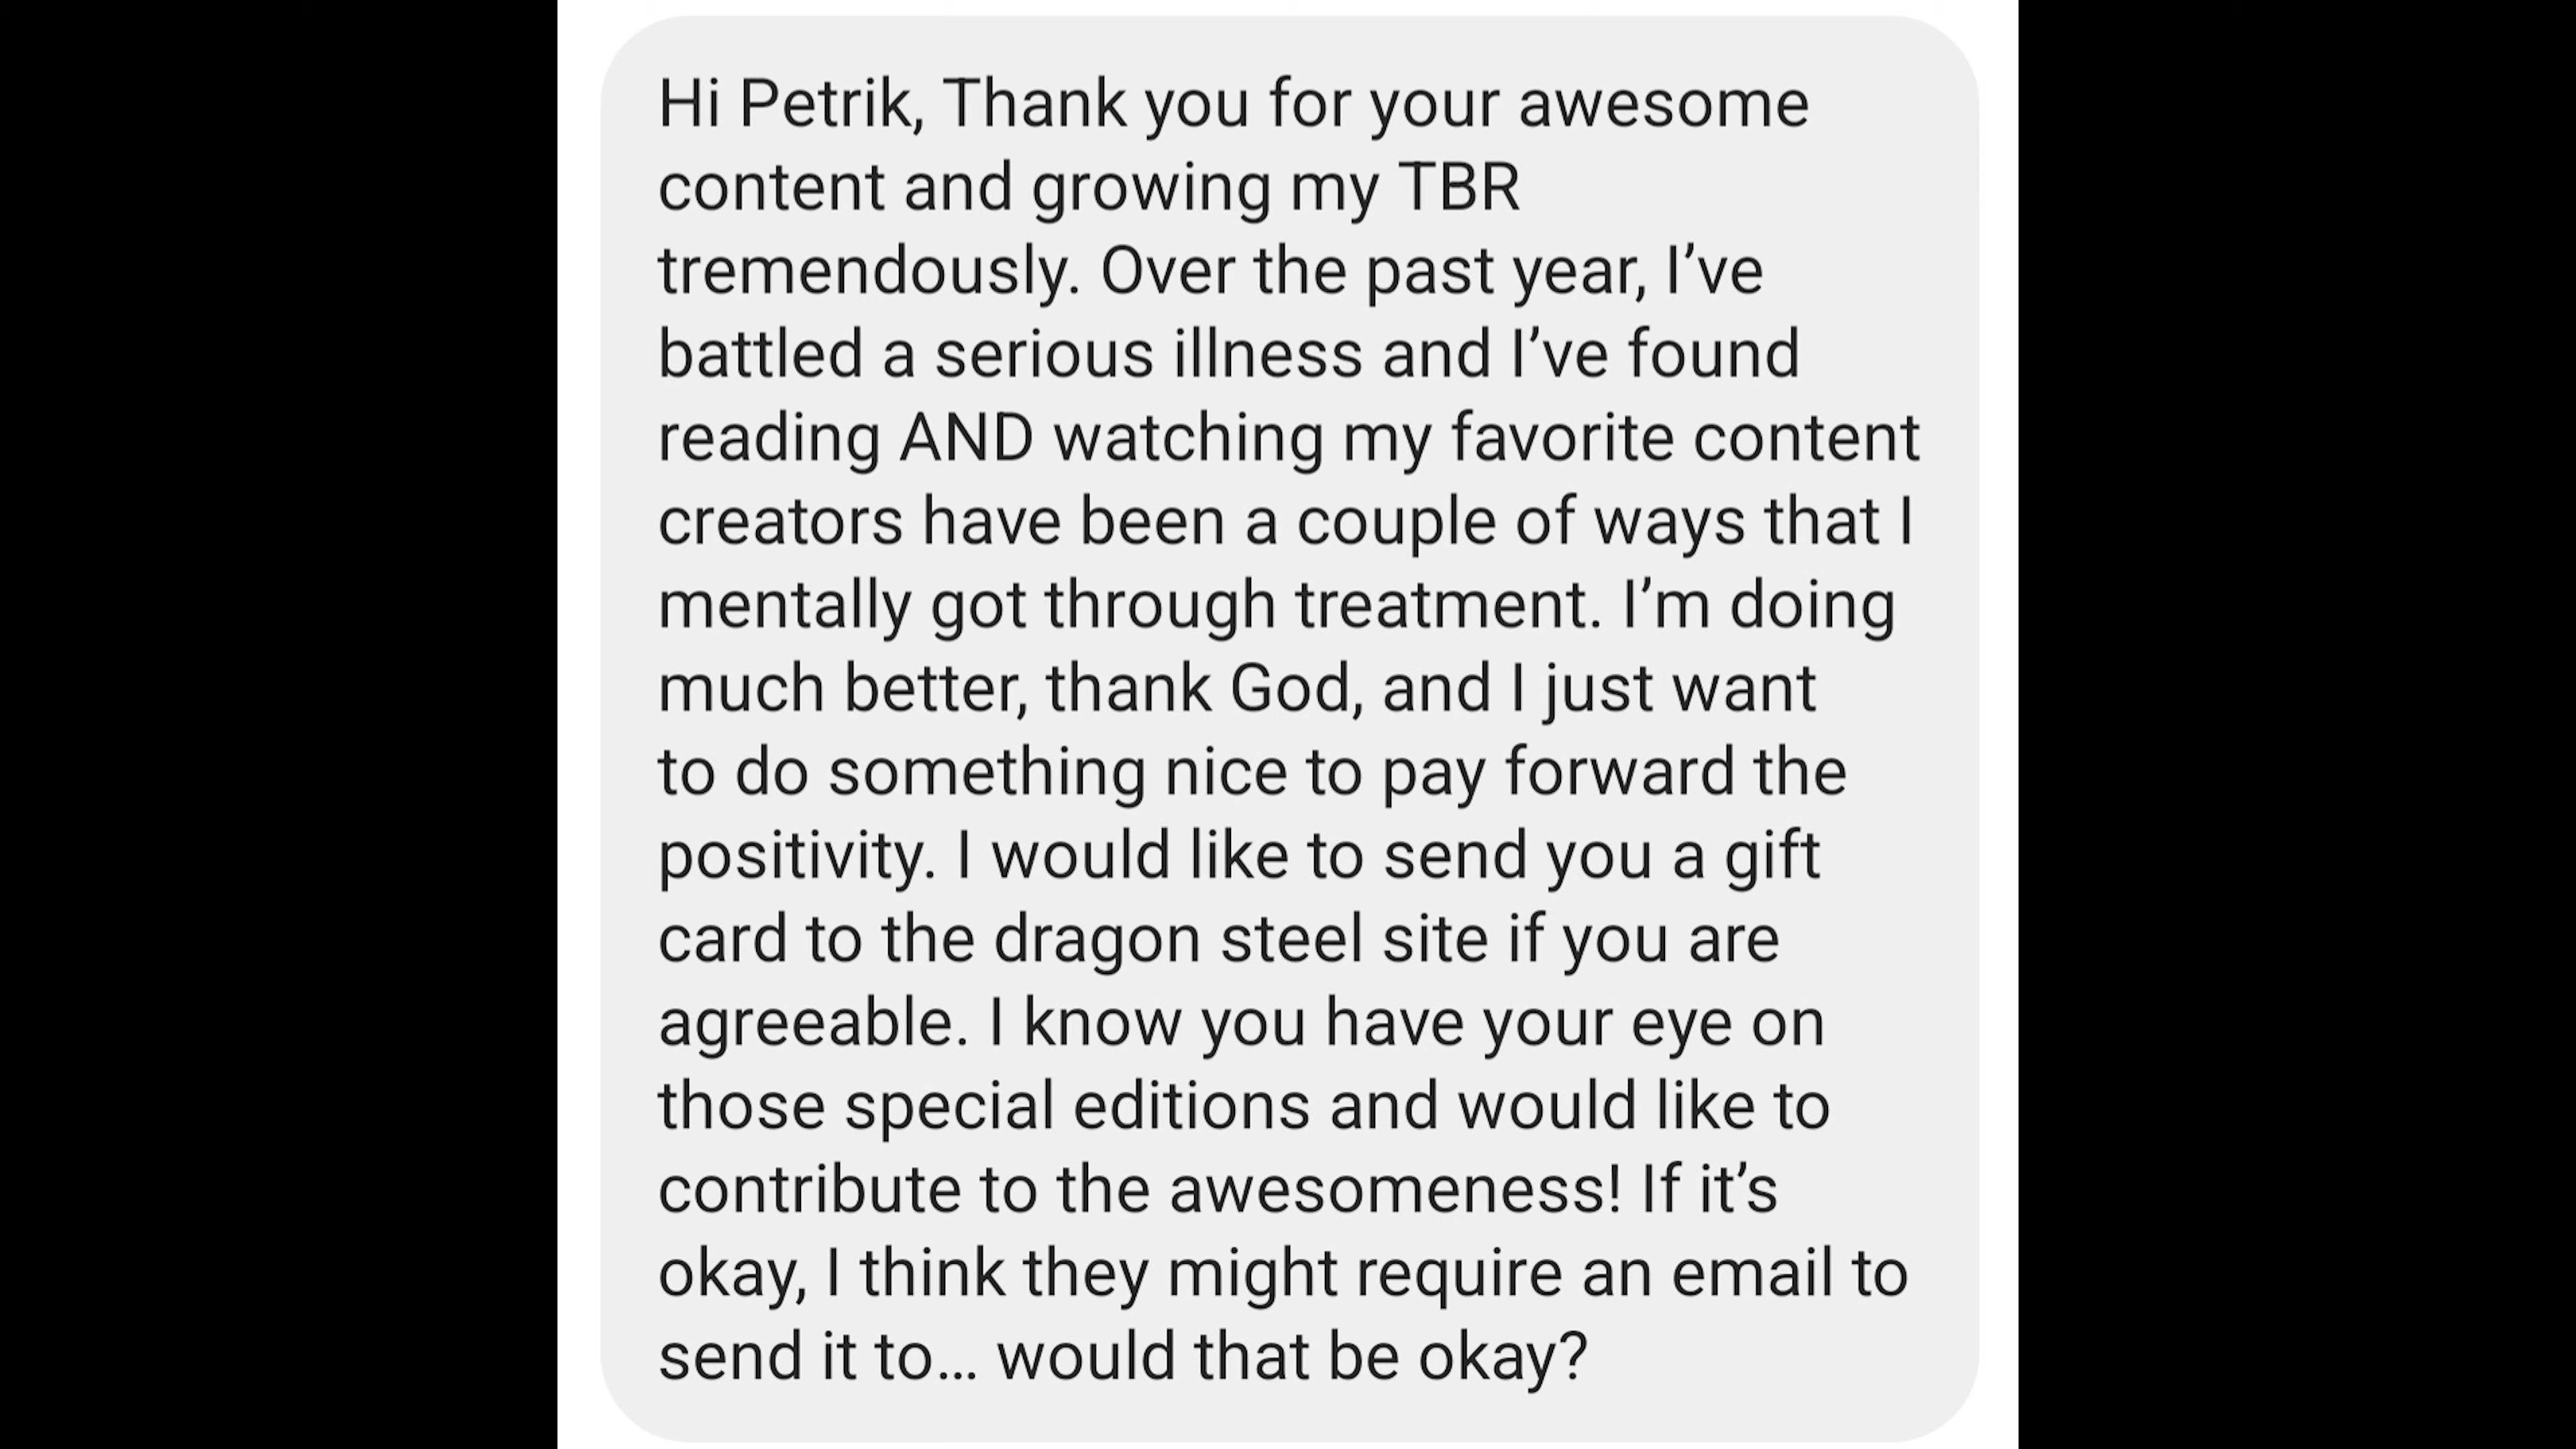 Hi Petrik, Thank you for your awesome
content and growing my TBR
tremendously. Over the past year, I’ve
battled a serious illness and I’ve found
reading AND watching my favorite content
creators have been a couple of ways that I
mentally got through treatment. I’m doing
much better, thank God, and I just want
to do something nice to pay forward the
positivity. I would like to send you a gift
card to the dragon steel site if you are
agreeable. I know you have your eye on
those special editions and would like to
contribute to the awesomeness! If it’s
okay, I think they might require an email to
send it to… would that be okay?